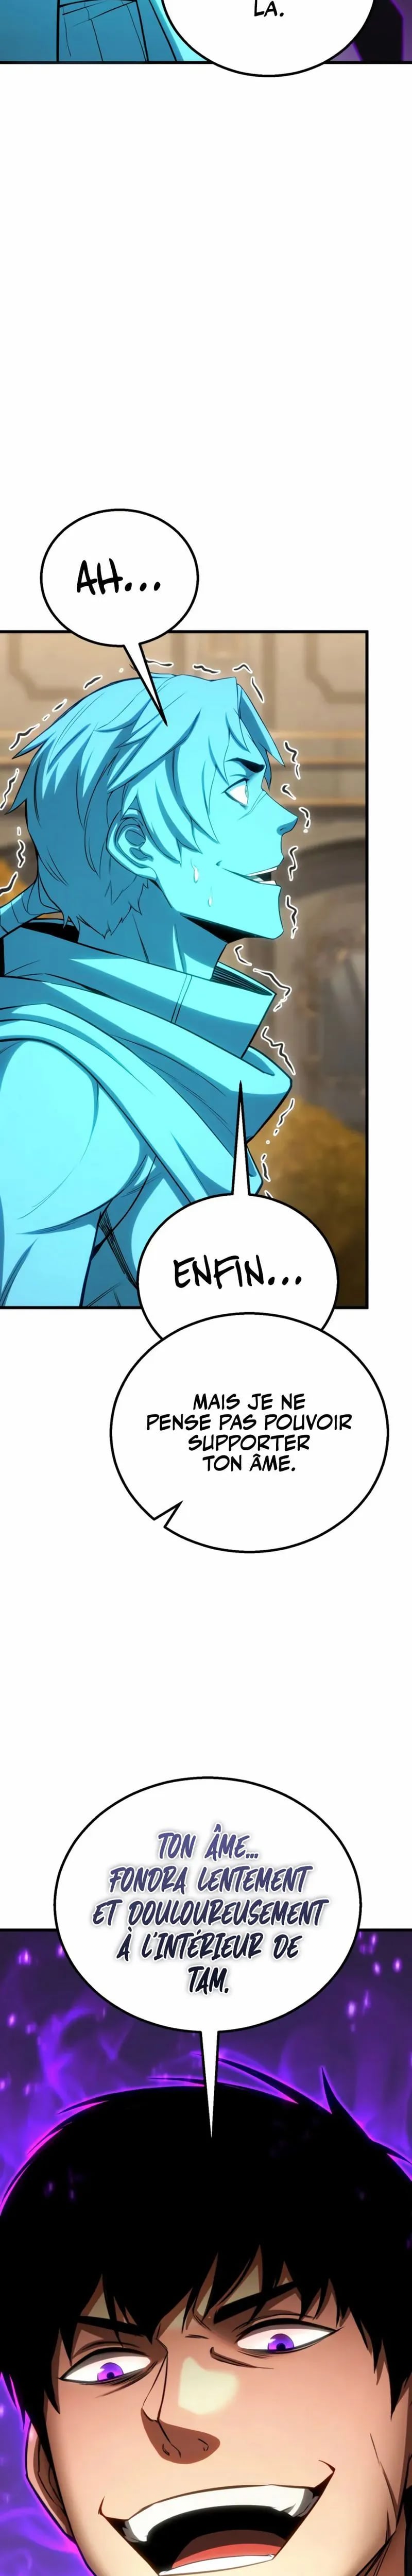 LÀ.
AH...
ENFIN...
MAIS JE NE
PENSE PAS POUVOIR
SUPPORTER
TON ÂME.
TON ÂME...
FONDRA LENTEMENT
ET DOULOUREUSEMENT
À L'INTÉRIEUR DE
TAM.